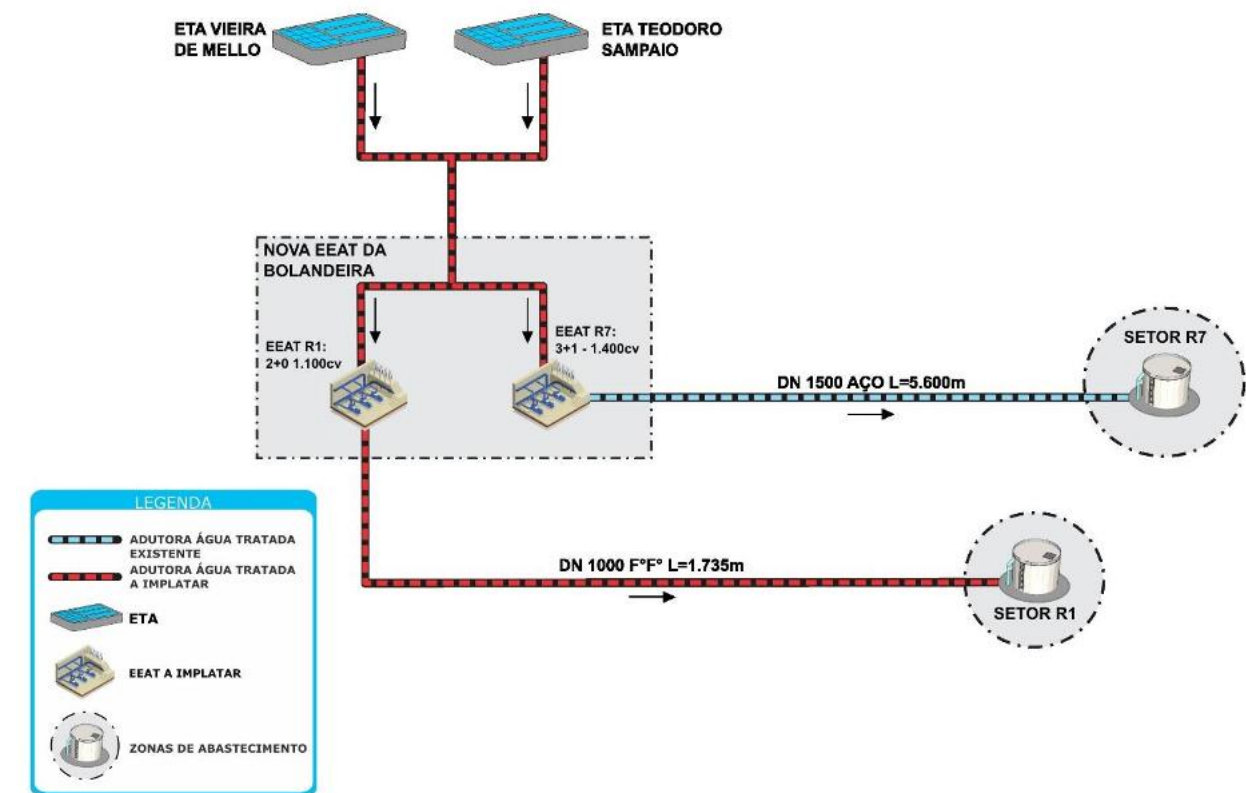 ETA VIEIRA
DE MELLO
ETA TEODORO
SAMPAIO
NOVA EEAT DA
BOLANDEIRA
EEAT R1:
2+0 1.100cv
EEAT R7:
3+1 - 1.400cv
SETOR R7
DN 1500 AÇO L=5.600m
DN 1000 F°F° L=1.735m
SETOR R1
LEGENDA
ADUTORA ÁGUA TRATADA
EXISTENTE
ADUTORA ÁGUA TRATADA
A IMPLATAR
ETA
EEAT A IMPLATAR
ZONAS DE ABASTECIMENTO